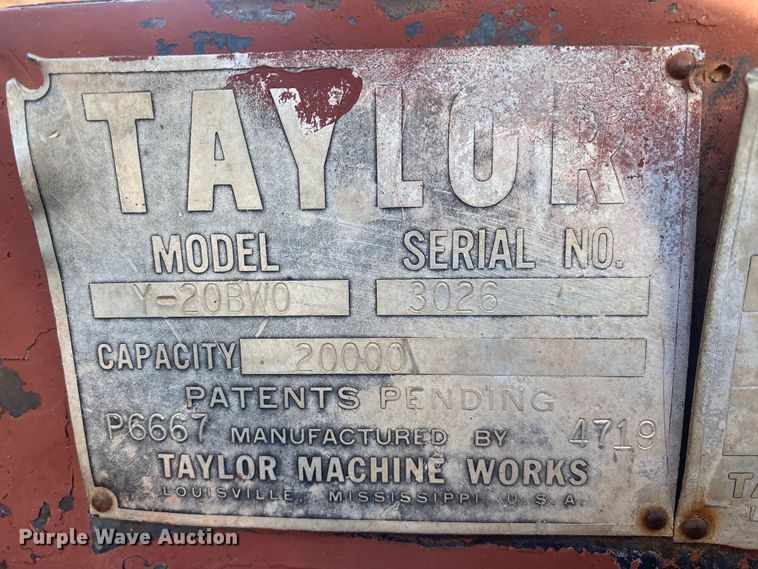 TAYLOR
MODEL SERIAL NO.
Y-20BWO 3026
CAPACITY 20000
PATENTS PENDING
P6667 MANUFACTURED BY 4719
TAYLOR MACHINE WORKS
LOUISVILLE, MISSISSIPPI, U.S.A.
TA
L
Purple Wave Auction